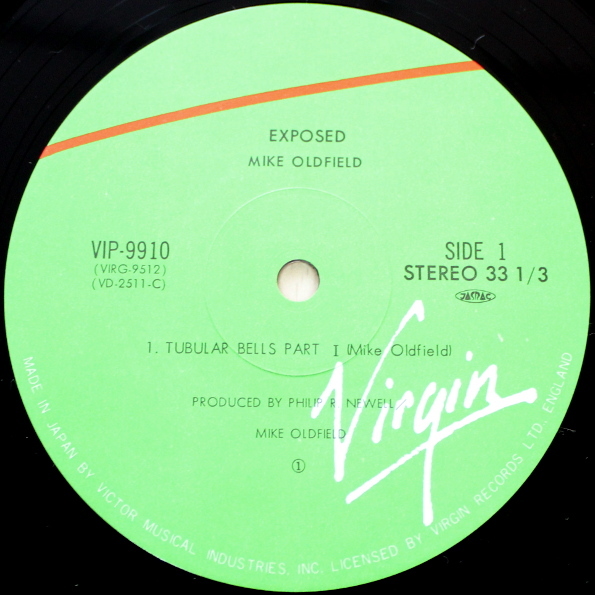 EXPOSED
MIKE OLDFIELD
VIP-9910
(VIRG-9512)
(VD-2511-C)
SIDE 1
STEREO 33 1/3
JASRAC
1. TUBULAR BELLS PART I (Mike Oldfield)
PRODUCED BY PHILIP R. NEWELL
MIKE OLDFIELD
①
Virgin
MADE IN JAPAN BY VICTOR MUSICAL INDUSTRIES, INC. LICENSED BY VIRGIN RECORDS LTD. ENGLAND